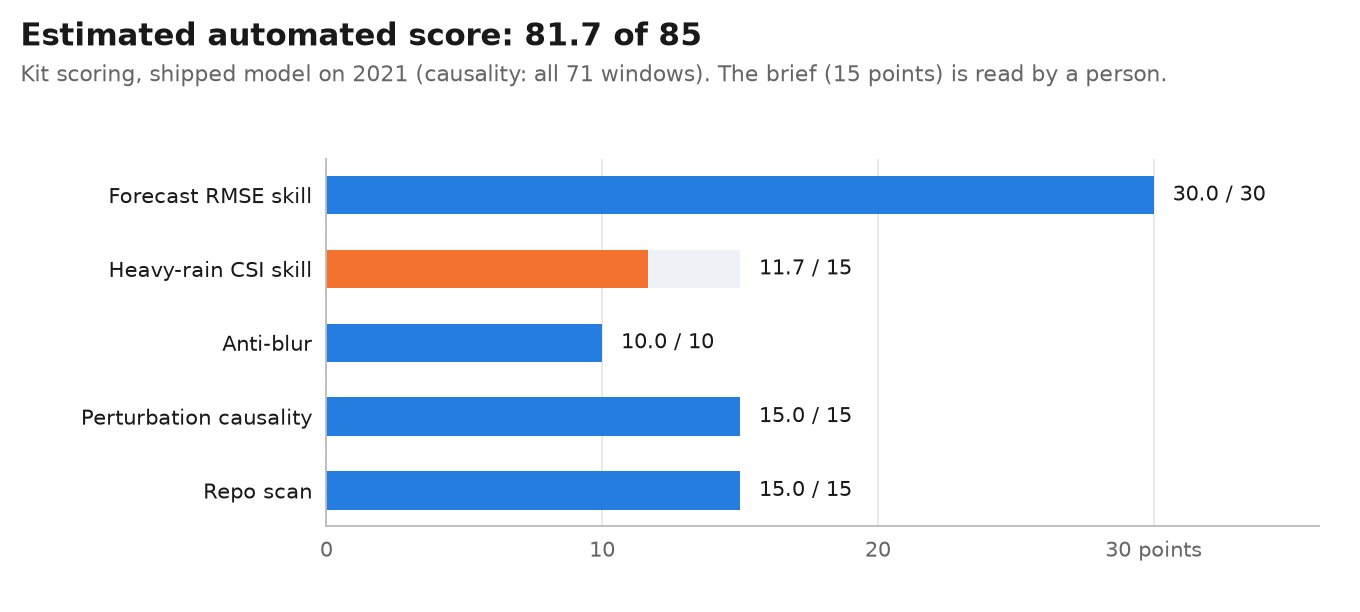 Estimated automated score: 81.7 of 85
Kit scoring, shipped model on 2021 (causality: all 71 windows). The brief (15 points) is read by a person.
Forecast RMSE skill 30.0 / 30
Heavy-rain CSI skill 11.7 / 15
Anti-blur 10.0 / 10
Perturbation causality 15.0 / 15
Repo scan 15.0 / 15
0 10 20 30 points